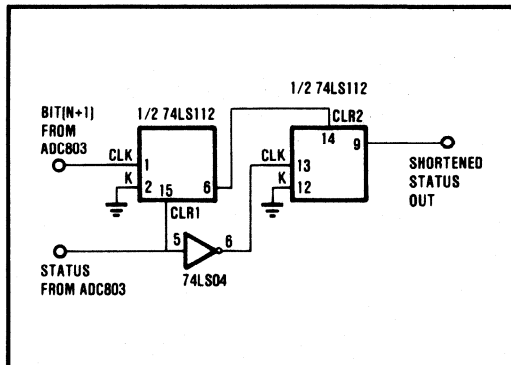 1/2 74LS112
BIT(N+1)
FROM
ADC803
1/2 74LS112
CLR2
CLK
1
K
2
15
6
CLR1
CLK
13
K
12
14
9
SHORTENED
STATUS
OUT
5
6
74LS04
STATUS
FROM ADC803